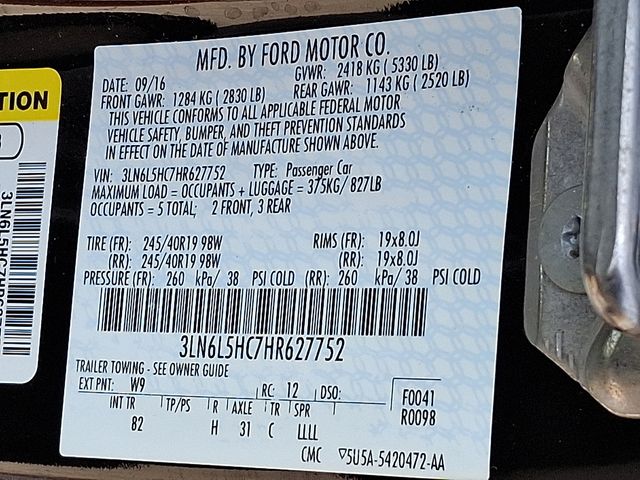 MFD. BY FORD MOTOR CO.
DATE: 09/16 GVWR: 2418 KG ( 5330 LB)
FRONT GAWR: 1284 KG ( 2830 LB) REAR GAWR: 1143 KG ( 2520 LB)
THIS VEHICLE CONFORMS TO ALL APPLICABLE FEDERAL MOTOR
VEHICLE SAFETY, BUMPER, AND THEFT PREVENTION STANDARDS
IN EFFECT ON THE DATE OF MANUFACTURE SHOWN ABOVE.
VIN: 3LN6L5HC7HR627752 TYPE: Passenger Car
MAXIMUM LOAD = OCCUPANTS + LUGGAGE = 375KG/ 827LB
OCCUPANTS = 5 TOTAL; 2 FRONT, 3 REAR
TIRE (FR): 245/40R19 98W RIMS (FR): 19x8.0J
(RR): 245/40R19 98W (RR): 19x8.0J
PRESSURE (FR): 260 kPa/ 38 PSI COLD (RR): 260 kPa/ 38 PSI COLD
3LN6L5HC7HR627752
TRAILER TOWING - SEE OWNER GUIDE
EXT PNT: W9 RC: 12 DSO: F0041
INT TR TP/PS R AXLE TR SPR R0098
82 H 31 C LLLL
CMC ▽5U5A-5420472-AA
TION